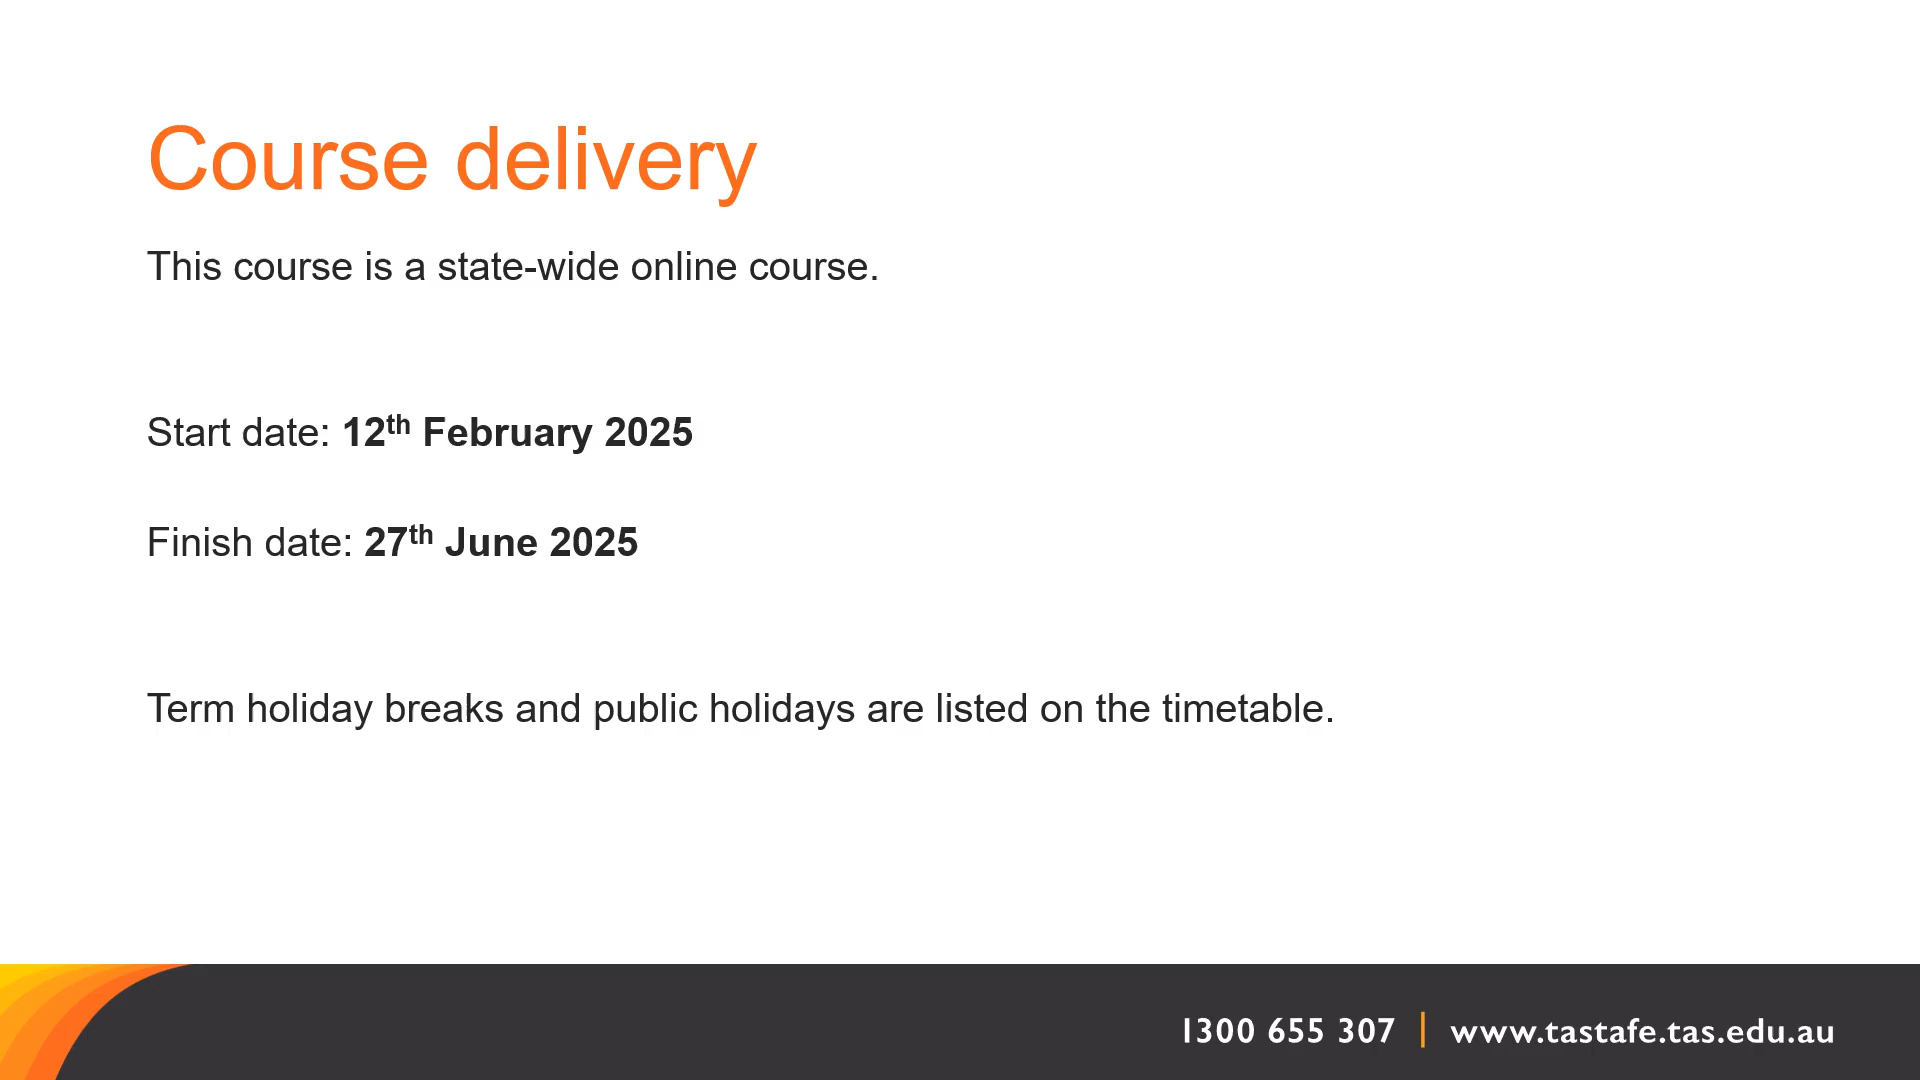 Course delivery
This course is a state-wide online course.
Start date: 12th February 2025
Finish date: 27th June 2025
Term holiday breaks and public holidays are listed on the timetable.
1300 655 307 | www.tastafe.tas.edu.au